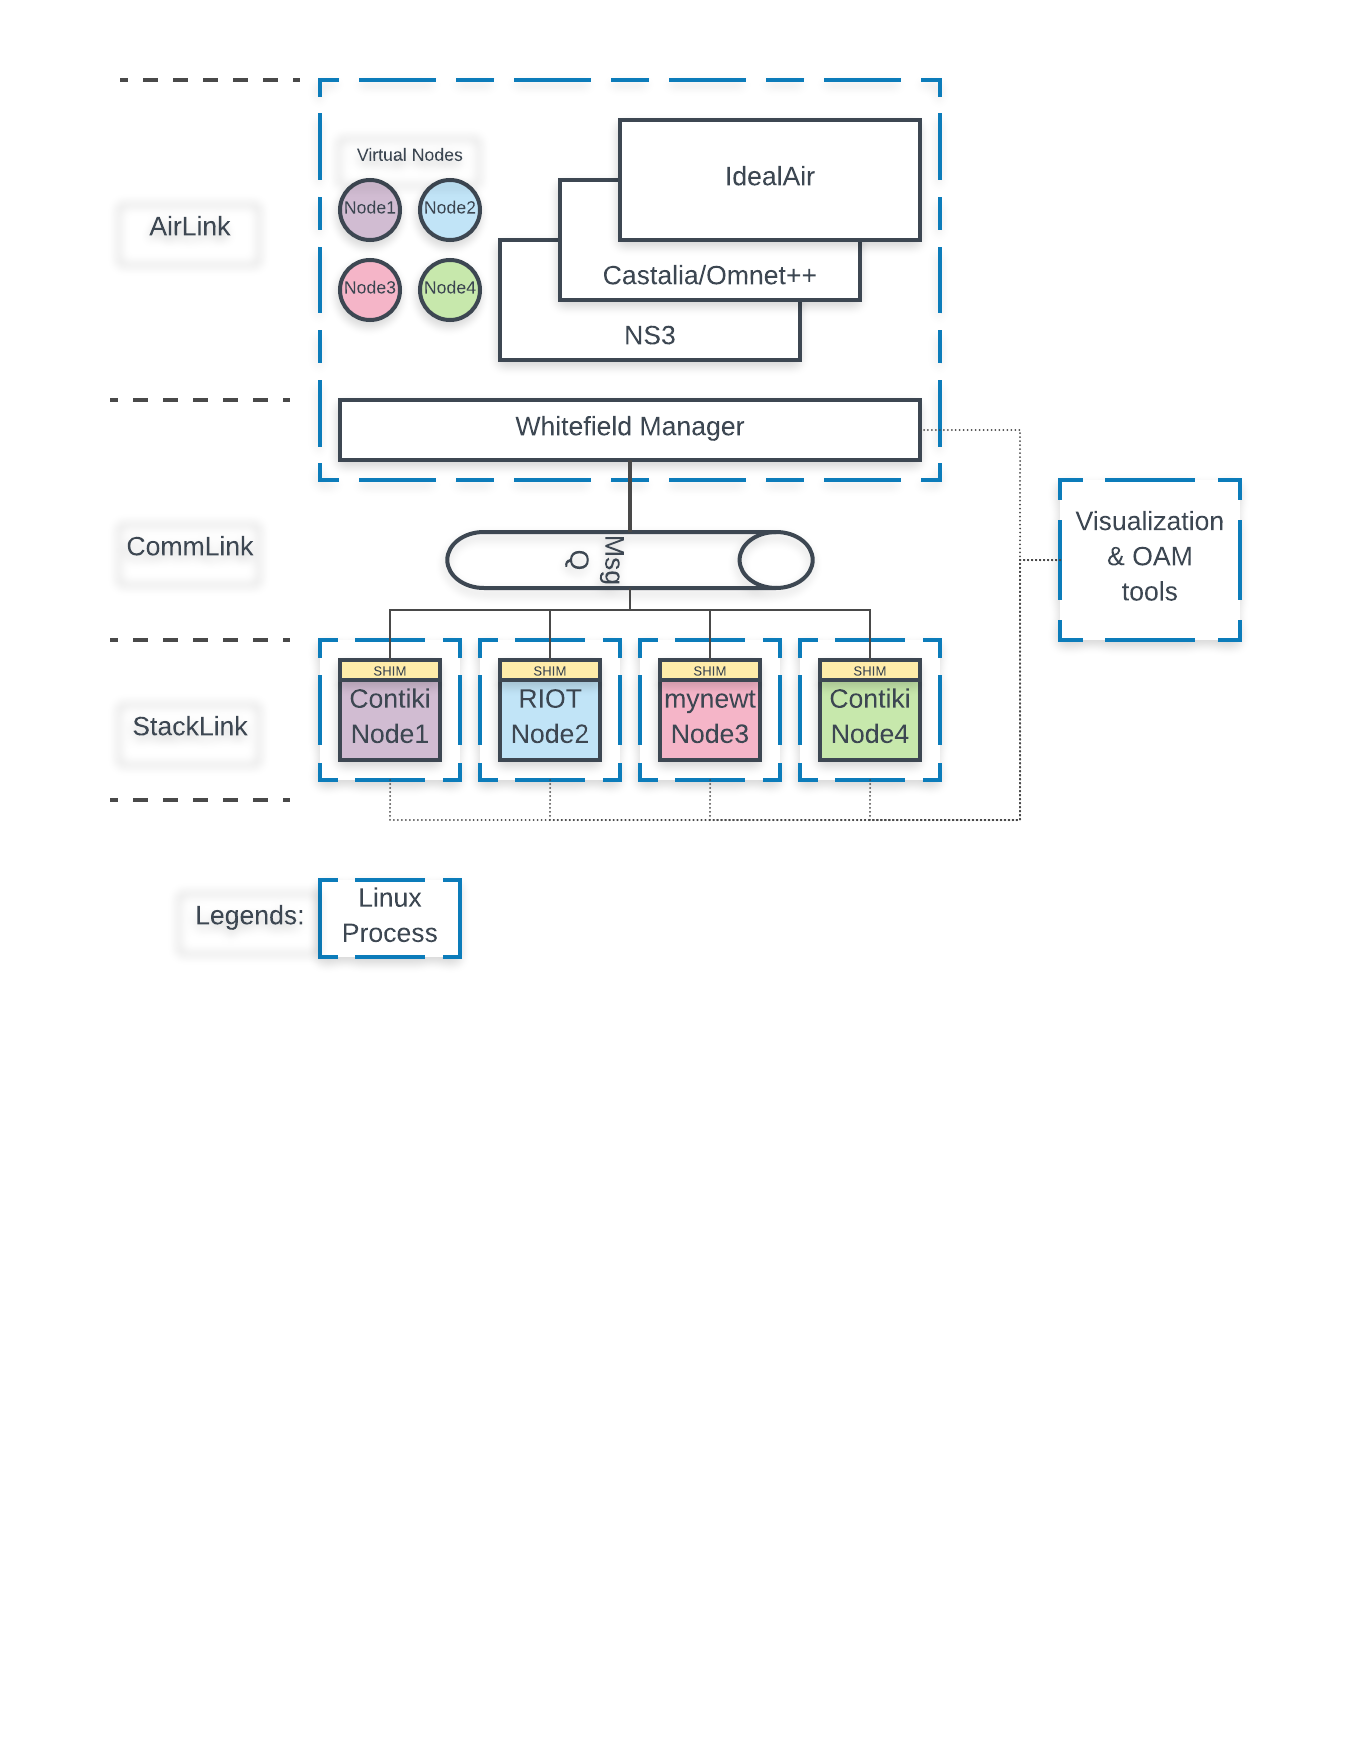 Virtual Nodes
IdealAir
AirLink
Node1
Node2
Castalia/Omnet++
Node3
Node4
NS3
Whitefield Manager
Visualization
& OAM
tools
CommLink
Msg
Q
SHIM
SHIM
SHIM
SHIM
StackLink
Contiki
Node1
RIOT
Node2
mynewt
Node3
Contiki
Node4
Legends:
Linux
Process